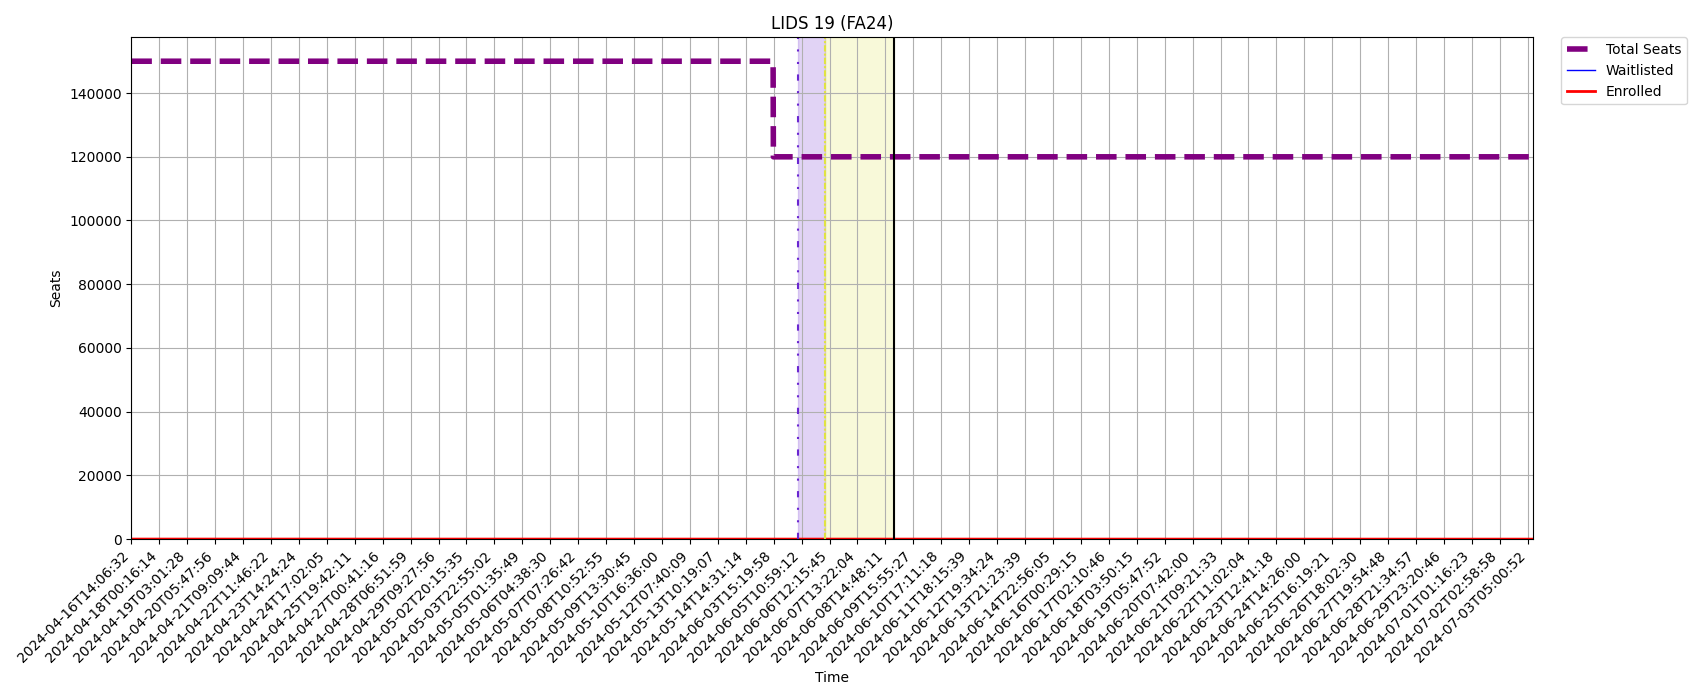 LIDS 19 (FA24)
Total Seats
Waitlisted
Enrolled
140000
120000
100000
80000
60000
40000
20000
0
Seats
2024-04-16T14:06:32
2024-04-18T00:16:14
2024-04-19T03:01:28
2024-04-20T05:47:56
2024-04-21T09:09:44
2024-04-22T11:46:22
2024-04-23T14:24:24
2024-04-24T17:02:05
2024-04-25T19:42:11
2024-04-27T00:41:16
2024-04-28T06:51:59
2024-04-29T09:27:56
2024-05-02T20:15:35
2024-05-03T22:55:02
2024-05-05T01:35:49
2024-05-06T04:38:30
2024-05-07T07:26:42
2024-05-08T10:52:55
2024-05-09T13:30:45
2024-05-10T16:36:00
2024-05-12T07:40:09
2024-05-13T10:19:07
2024-05-14T14:31:14
2024-06-03T15:19:58
2024-06-05T10:59:12
2024-06-06T12:15:45
2024-06-07T13:22:04
2024-06-08T14:48:11
2024-06-09T15:55:27
2024-06-10T17:11:18
2024-06-11T18:15:39
2024-06-12T19:34:24
2024-06-13T21:23:39
2024-06-14T22:56:05
2024-06-16T00:29:15
2024-06-17T02:10:46
2024-06-18T03:50:15
2024-06-19T05:47:52
2024-06-20T07:42:00
2024-06-21T09:21:33
2024-06-22T11:02:04
2024-06-23T12:41:18
2024-06-24T14:26:00
2024-06-25T16:19:21
2024-06-26T18:02:30
2024-06-27T19:54:48
2024-06-28T21:34:57
2024-06-29T23:20:46
2024-07-01T01:16:23
2024-07-02T02:58:58
2024-07-03T05:00:52
Time